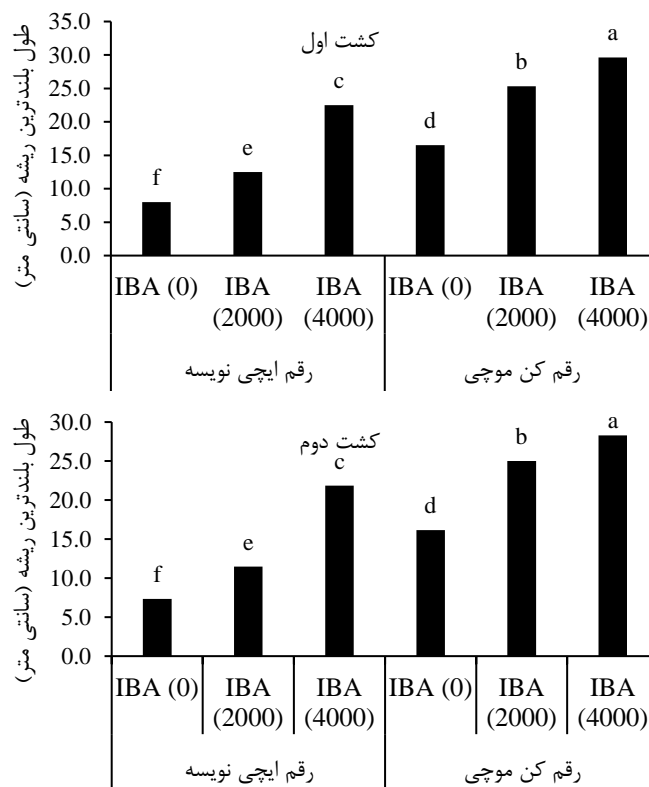 طول بلندترین ریشه (سانتی متر)
35.0
30.0
25.0
20.0
15.0
10.0
5.0
0.0
کشت اول
f
e
c
d
b
a
IBA (0)
IBA
(2000)
IBA
(4000)
IBA (0)
IBA
(2000)
IBA
(4000)
رقم ایچی نویسه
رقم کن موچی
طول بلندترین ریشه (سانتی متر)
30.0
25.0
20.0
15.0
10.0
5.0
0.0
کشت دوم
f
e
c
d
b
a
IBA (0)
IBA
(2000)
IBA
(4000)
IBA (0)
IBA
(2000)
IBA
(4000)
رقم ایچی نویسه
رقم کن موچی